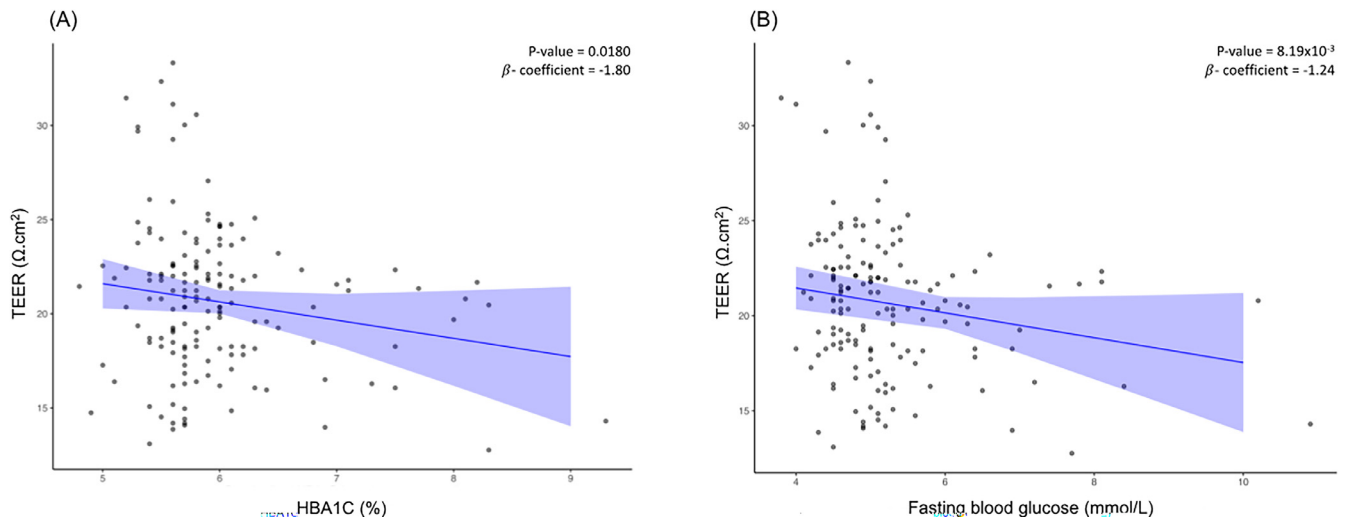 (A)
P-value = 0.0180
β- coefficient = -1.80
TEER (Ω.cm²)
30
25
20
15
5 6 7 8 9
HBA1C (%)
(B)
P-value = 8.19x10⁻³
β- coefficient = -1.24
TEER (Ω.cm²)
30
25
20
15
4 6 8 10
Fasting blood glucose (mmol/L)